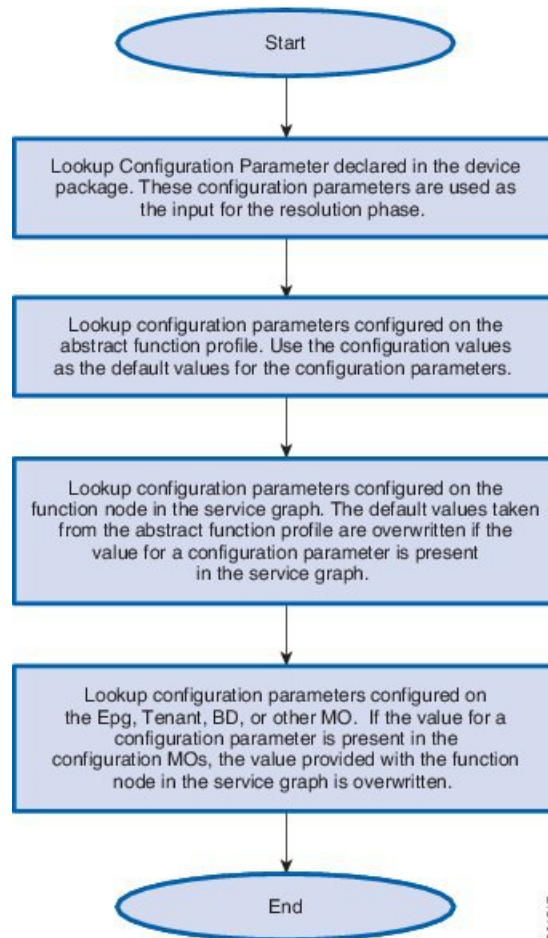 Start
Lookup Configuration Parameter declared in the device
package. These configuration parameters are used as
the input for the resolution phase.
Lookup configuration parameters configured on the
abstract function profile. Use the configuration values
as the default values for the configuration parameters.
Lookup configuration parameters configured on the
function node in the service graph. The default values taken
from the abstract function profile are overwritten if the
value for a configuration parameter is present
in the service graph.
Lookup configuration parameters configured on
the Epg, Tenant, BD, or other MO. If the value for a
configuration parameter is present in the
configuration MOs, the value provided with the function
node in the service graph is overwritten.
End